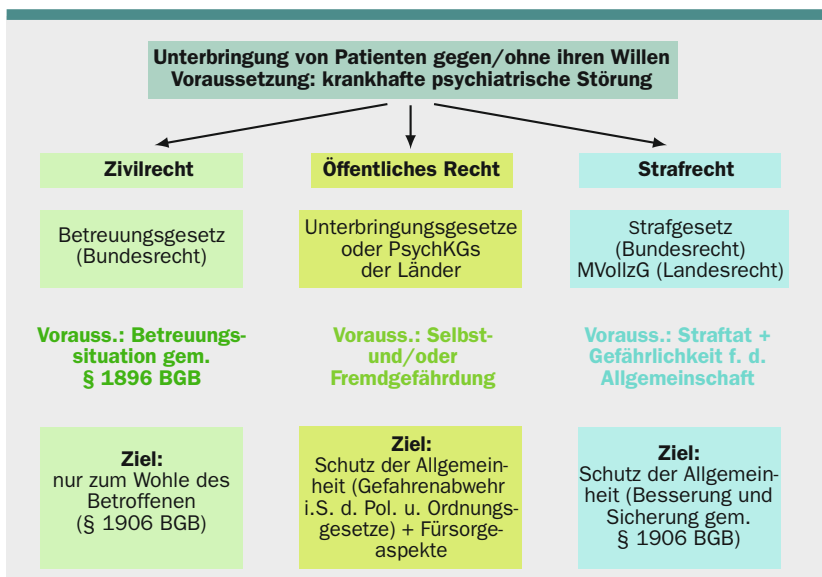 Unterbringung von Patienten gegen/ohne ihren Willen
Voraussetzung: krankhafte psychiatrische Störung
Zivilrecht
Öffentliches Recht
Strafrecht
Betreuungsgesetz
(Bundesrecht)
Unterbringungsgesetze
oder PsychKGs
der Länder
Strafgesetz
(Bundesrecht)
MVollzG (Landesrecht)
Vorauss.: Betreuungs-
situation gem.
§ 1896 BGB
Vorauss.: Selbst-
und/oder
Fremdgefährdung
Vorauss.: Straftat +
Gefährlichkeit f. d.
Allgemeinschaft
Ziel:
nur zum Wohle des
Betroffenen
(§ 1906 BGB)
Ziel:
Schutz der Allgemein-
heit (Gefahrenabwehr
i.S. d. Pol. u. Ordnungs-
gesetze) + Fürsorge-
aspekte
Ziel:
Schutz der Allgemein-
heit (Besserung und
Sicherung gem.
§ 1906 BGB)